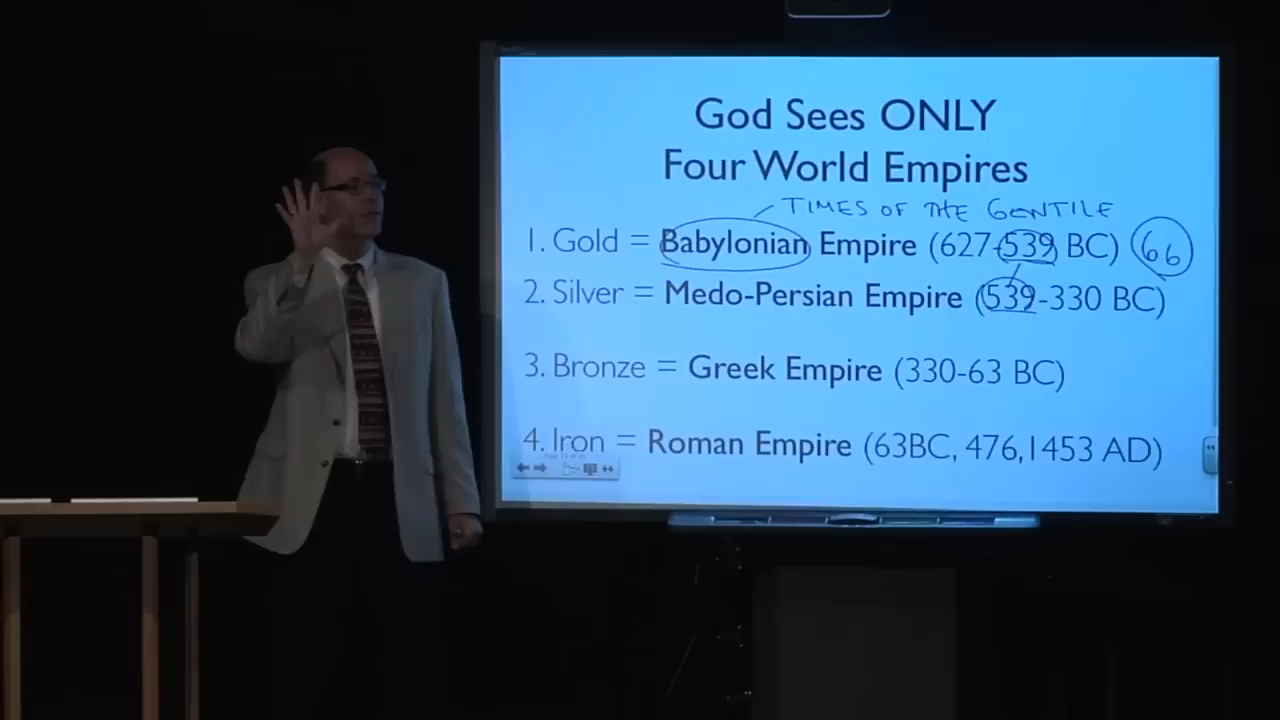 God Sees ONLY
Four World Empires
TIMES OF THE GENTILE
1. Gold = Babylonian Empire (627-539 BC) 66
2. Silver = Medo-Persian Empire (539-330 BC)
3. Bronze = Greek Empire (330-63 BC)
4. Iron = Roman Empire (63BC, 476,1453 AD)